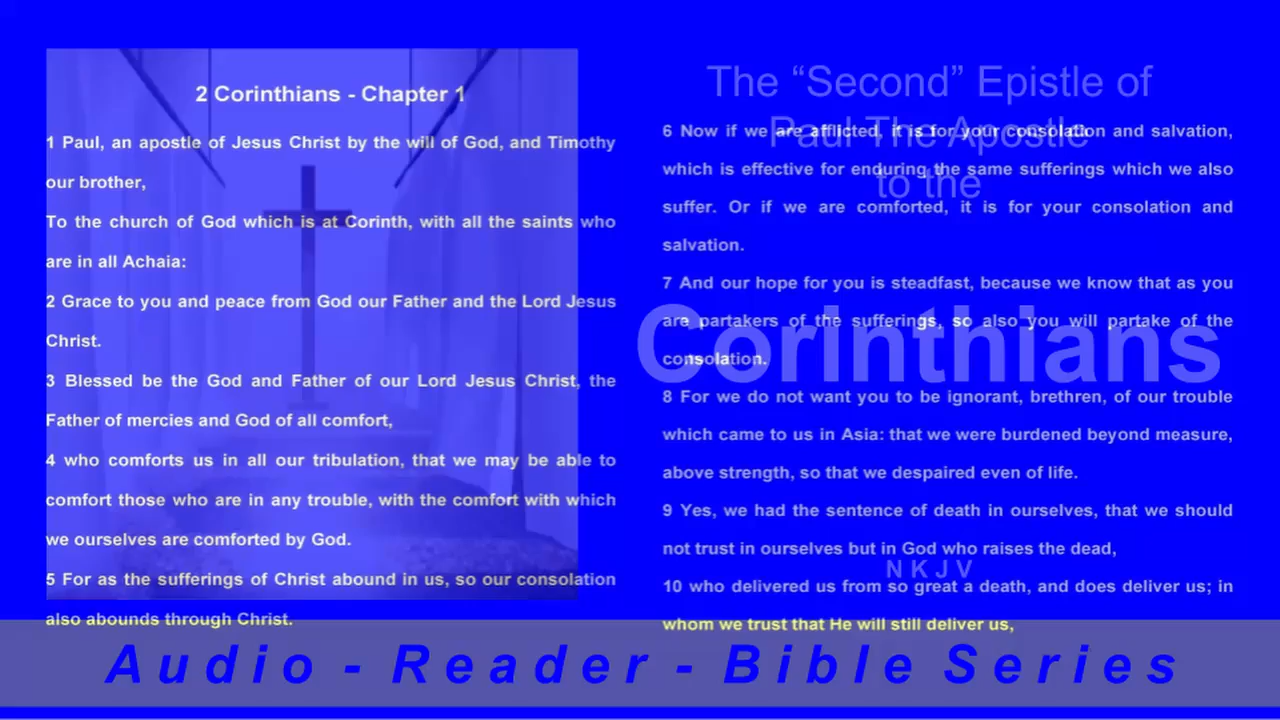 2 Corinthians - Chapter 1
1 Paul, an apostle of Jesus Christ by the will of God, and Timothy
our brother,
To the church of God which is at Corinth, with all the saints who
are in all Achaia:
2 Grace to you and peace from God our Father and the Lord Jesus
Christ.
3 Blessed be the God and Father of our Lord Jesus Christ, the
Father of mercies and God of all comfort,
4 who comforts us in all our tribulation, that we may be able to
comfort those who are in any trouble, with the comfort with which
we ourselves are comforted by God.
5 For as the sufferings of Christ abound in us, so our consolation
also abounds through Christ.
The “Second” Epistle of
Paul The Apostle
to the
Corinthians
N K J V
6 Now if we are afflicted, it is for your consolation and salvation,
which is effective for enduring the same sufferings which we also
suffer. Or if we are comforted, it is for your consolation and
salvation.
7 And our hope for you is steadfast, because we know that as you
are partakers of the sufferings, so also you will partake of the
consolation.
8 For we do not want you to be ignorant, brethren, of our trouble
which came to us in Asia: that we were burdened beyond measure,
above strength, so that we despaired even of life.
9 Yes, we had the sentence of death in ourselves, that we should
not trust in ourselves but in God who raises the dead,
10 who delivered us from so great a death, and does deliver us; in
whom we trust that He will still deliver us,
Audio - Reader - Bible Series